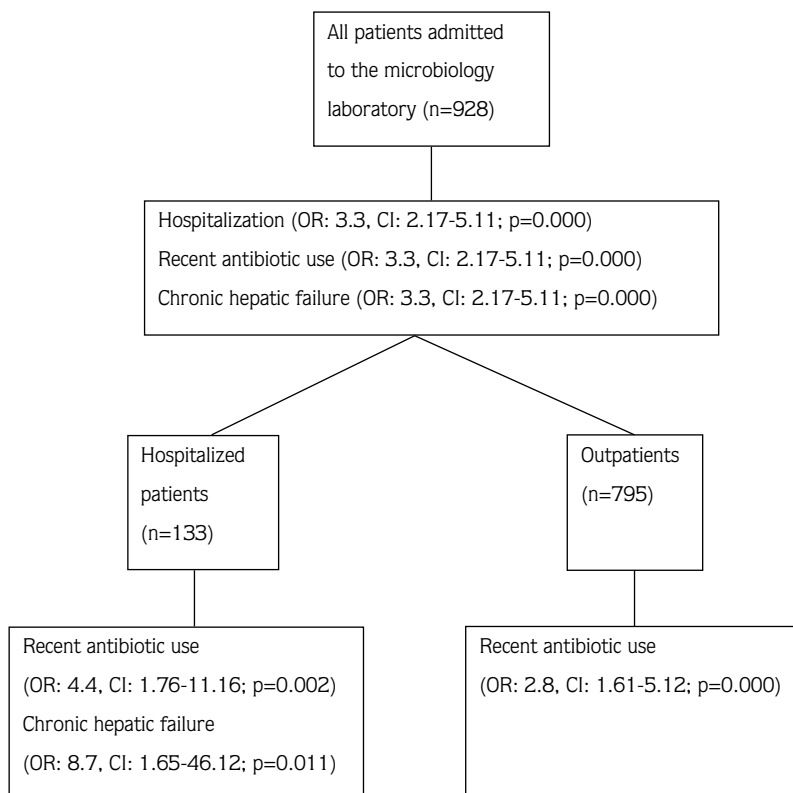 All patients admitted
to the microbiology
laboratory (n=928)
Hospitalization (OR: 3.3, CI: 2.17-5.11; p=0.000)
Recent antibiotic use (OR: 3.3, CI: 2.17-5.11; p=0.000)
Chronic hepatic failure (OR: 3.3, CI: 2.17-5.11; p=0.000)
Hospitalized
patients
(n=133)
Outpatients
(n=795)
Recent antibiotic use
(OR: 4.4, CI: 1.76-11.16; p=0.002)
Chronic hepatic failure
(OR: 8.7, CI: 1.65-46.12; p=0.011)
Recent antibiotic use
(OR: 2.8, CI: 1.61-5.12; p=0.000)